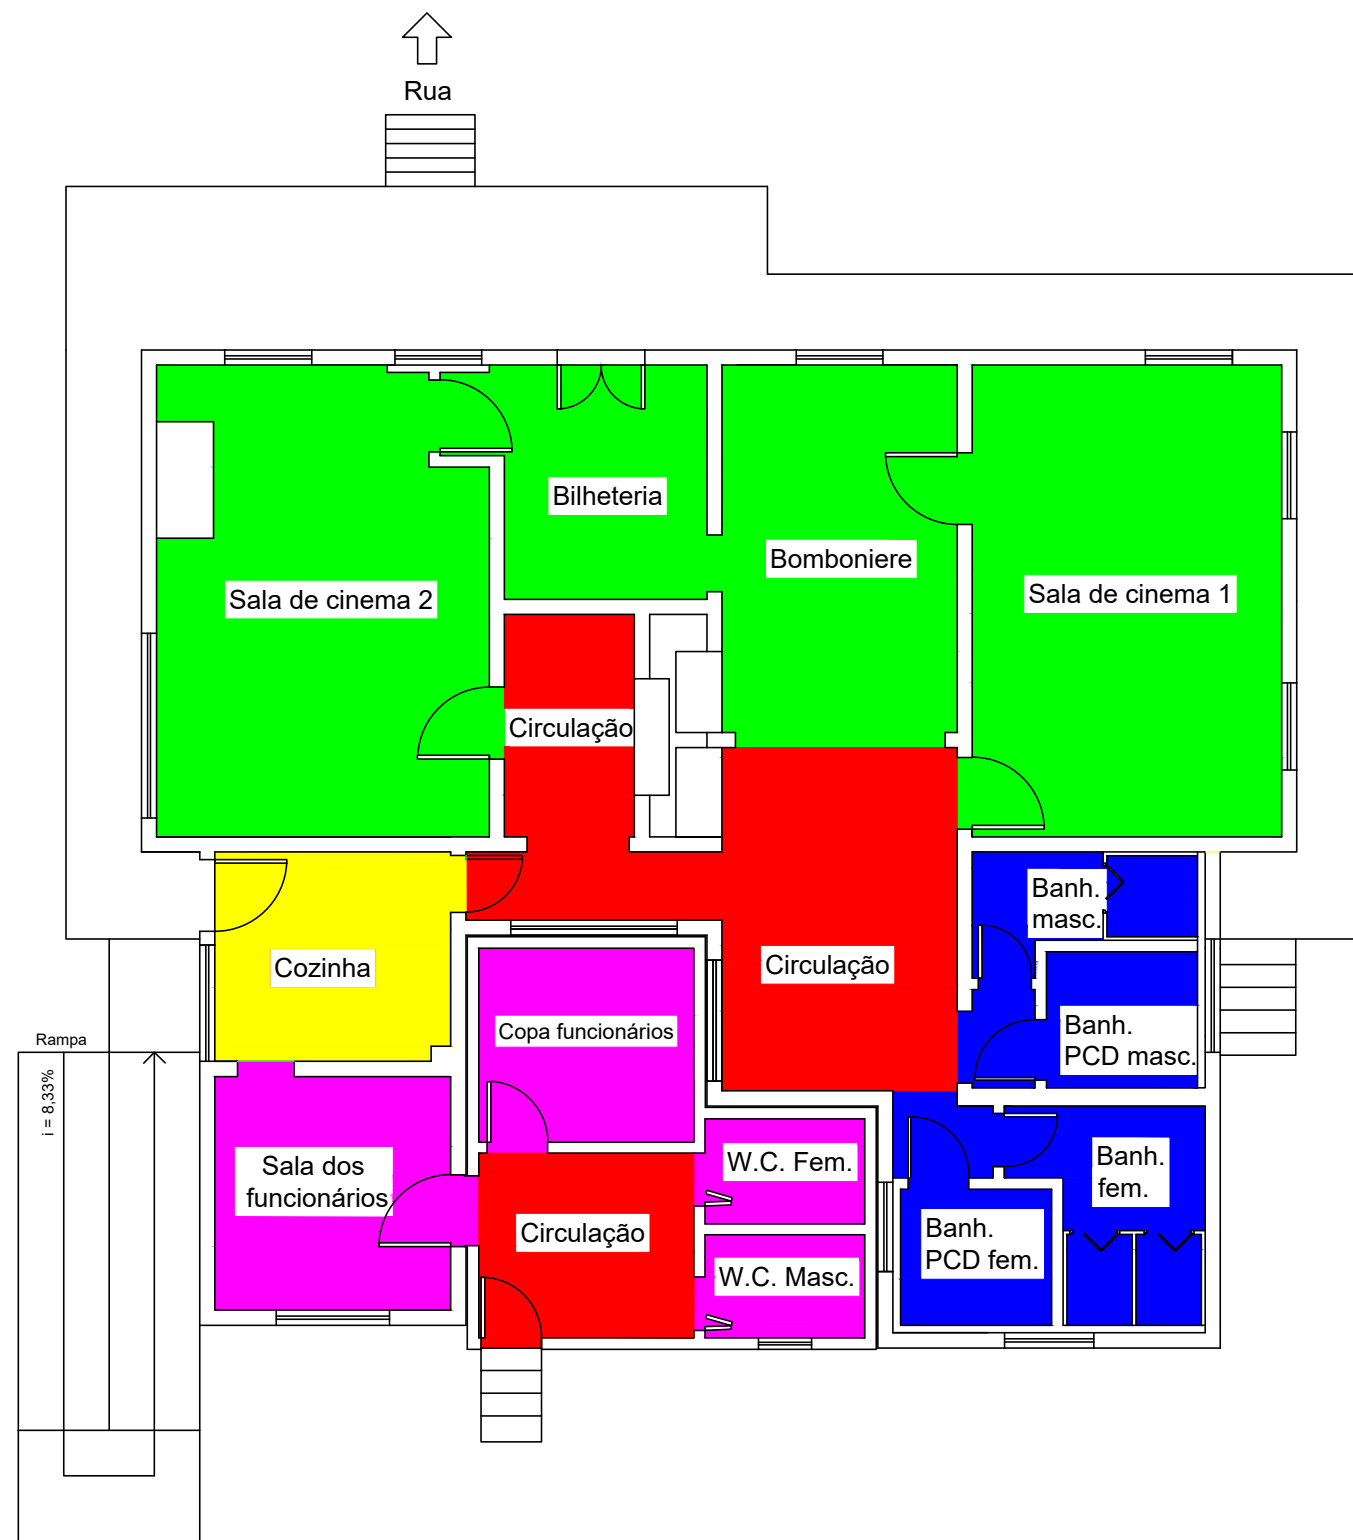 Rua
Bilheteria
Bomboniere
Sala de cinema 2
Sala de cinema 1
Circulação
Banh.
masc.
Cozinha
Circulação
Copa funcionários
Banh.
PCD masc.
Rampa
i = 8,33%
Sala dos
funcionários
W.C. Fem.
Banh.
fem.
Circulação
Banh.
PCD fem.
W.C. Masc.